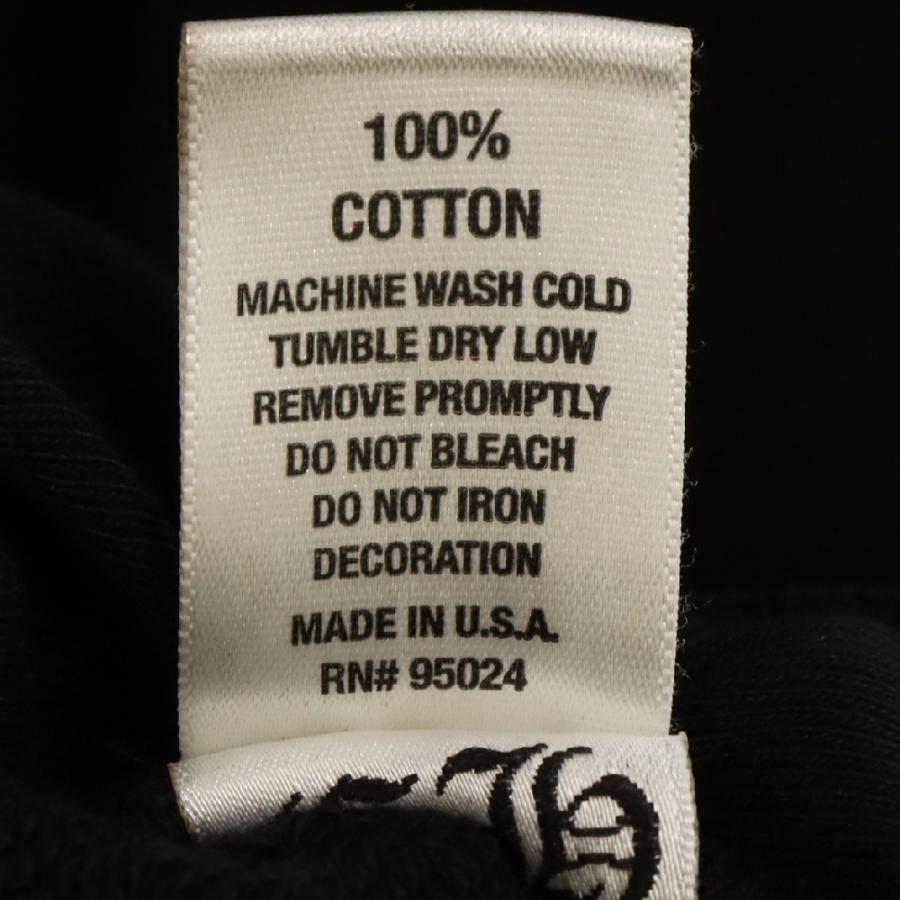 100%
COTTON
MACHINE WASH COLD
TUMBLE DRY LOW
REMOVE PROMPTLY
DO NOT BLEACH
DO NOT IRON
DECORATION
MADE IN U.S.A.
RN# 95024